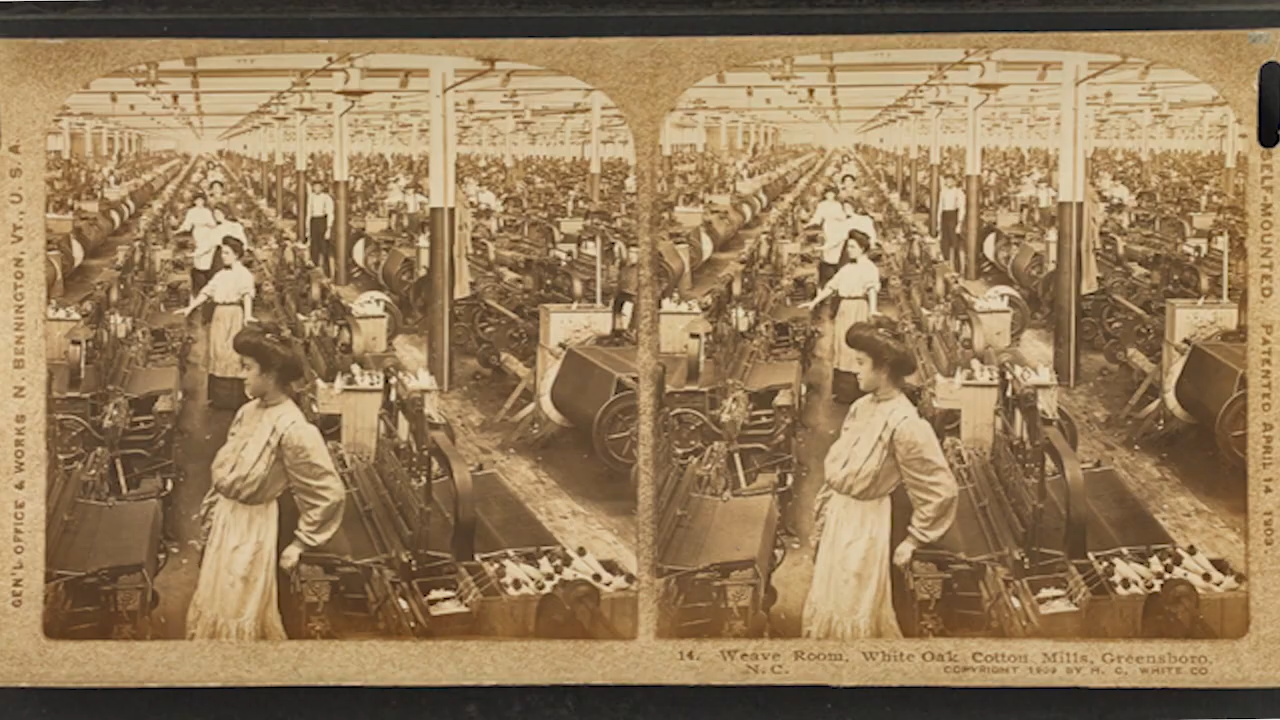 GEN'L OFFICE & WORKS N. BENNINGTON, VT., U. S. A.
SELF-MOUNTED. PATENTED APRIL 14 1903
14. Weave Room, White Oak Cotton Mills, Greensboro,
N. C. COPYRIGHT 1909 BY H. C. WHITE CO.